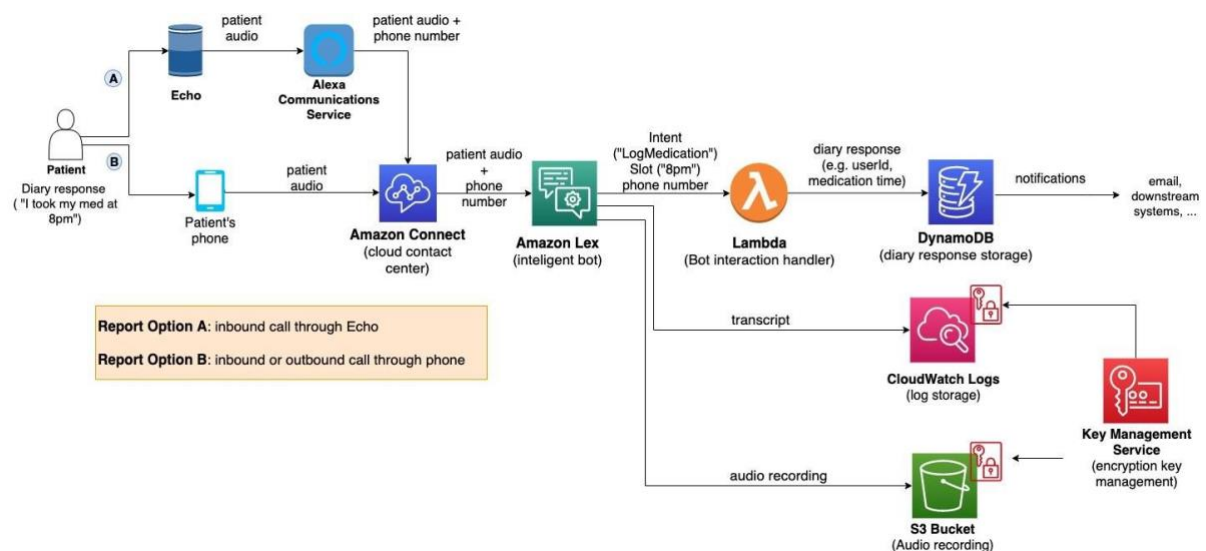 patient
audio
patient audio +
phone number
A
Echo
Alexa
Communications
Service
Patient
Diary response
( "I took my med at
8pm")
B
Patient's
phone
patient
audio
Amazon Connect
(cloud contact
center)
patient audio
+
phone
number
Amazon Lex
(inteligent bot)
Intent
("LogMedication")
Slot ("8pm")
phone number
Lambda
(Bot interaction handler)
diary response
(e.g. userId,
medication time)
DynamoDB
(diary response storage)
notifications
email,
downstream
systems, ...
Report Option A: inbound call through Echo
Report Option B: inbound or outbound call through phone
transcript
CloudWatch Logs
(log storage)
Key Management
Service
(encryption key
management)
audio recording
S3 Bucket
(Audio recording)